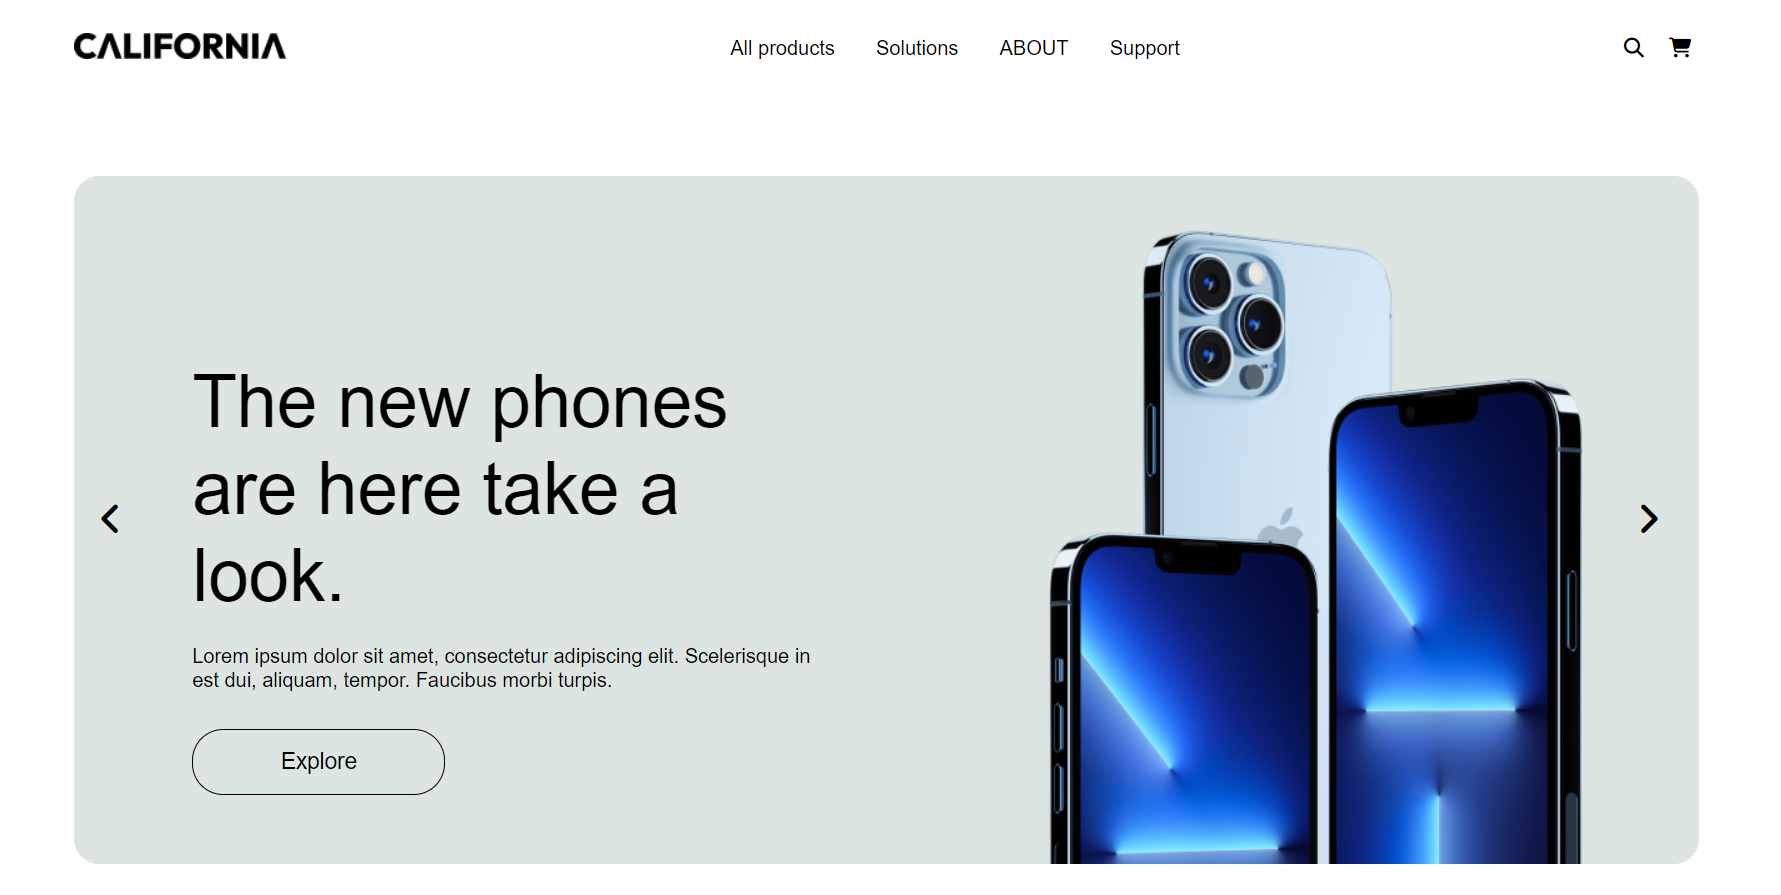 CALIFORNIA
All products Solutions ABOUT Support
The new phones
are here take a
look.
Lorem ipsum dolor sit amet, consectetur adipiscing elit. Scelerisque in
est dui, aliquam, tempor. Faucibus morbi turpis.
Explore